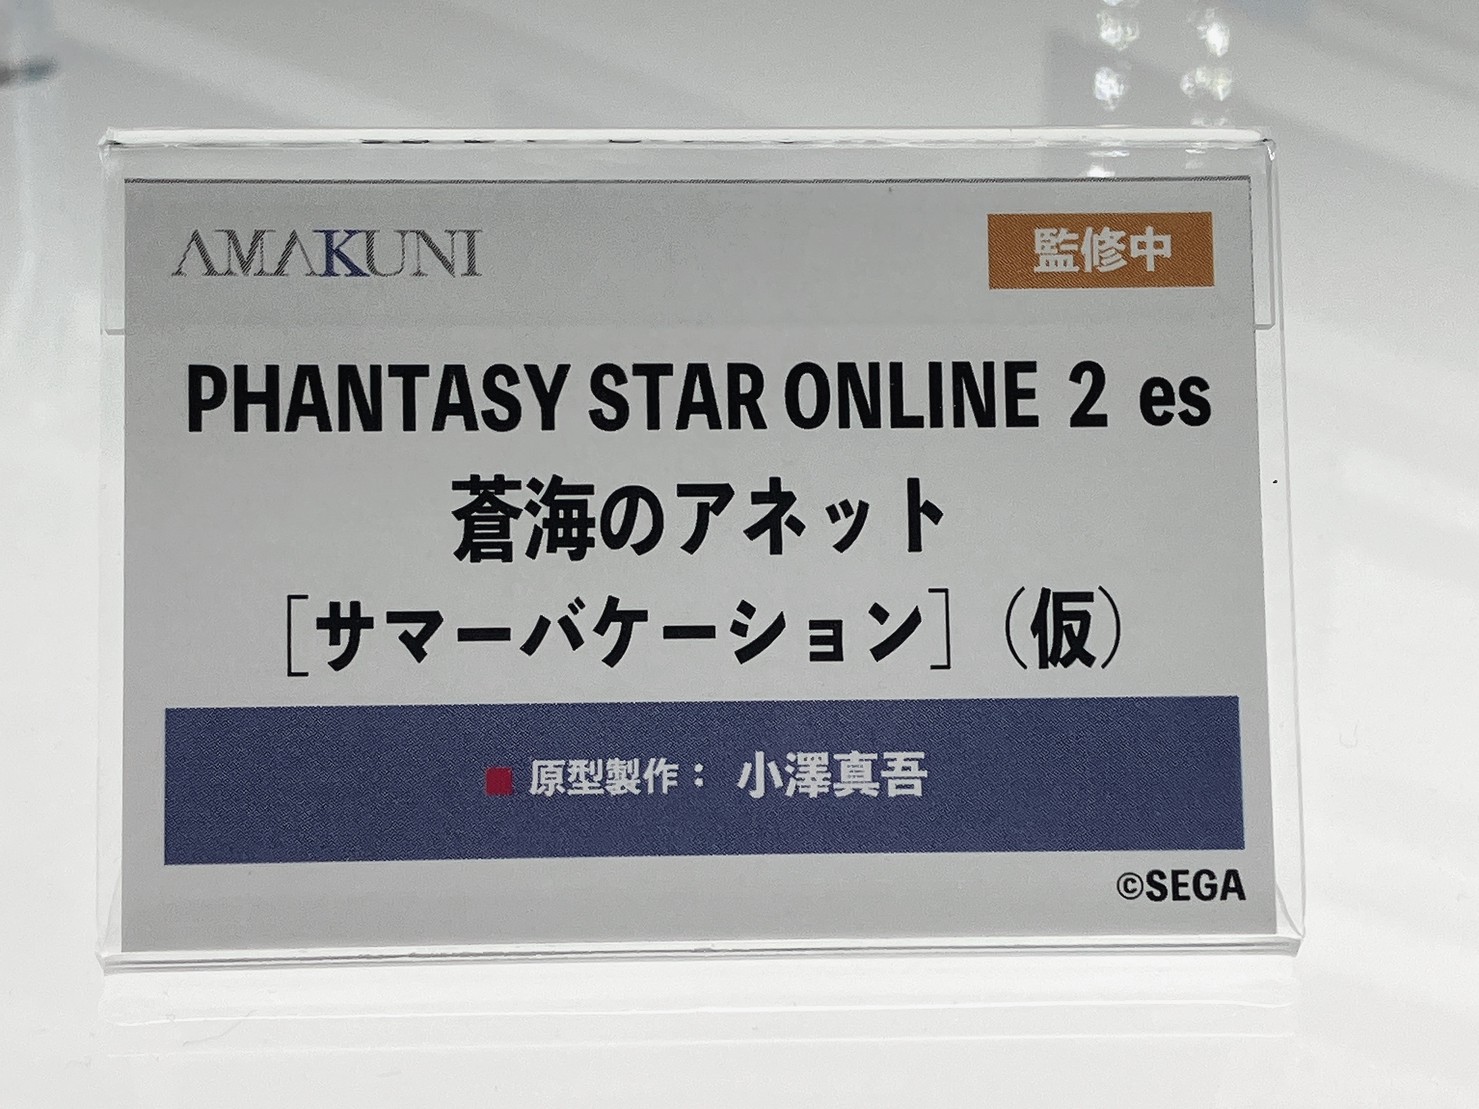 AMAKUNI
監修中
PHANTASY STAR ONLINE 2 es
蒼海のアネット
［サマーバケーション］（仮）
■ 原型製作： 小澤真吾
©SEGA